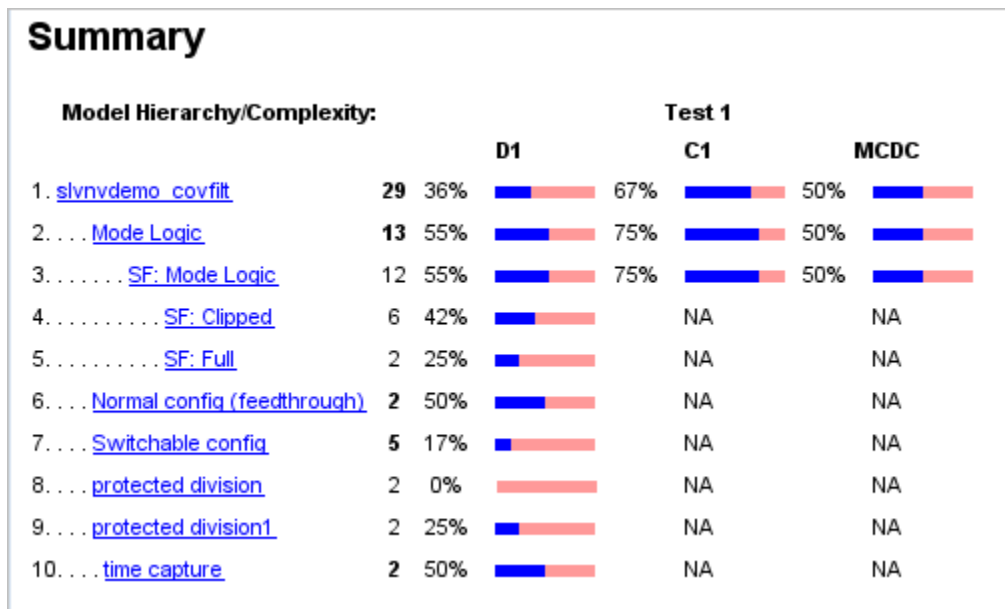 Summary
Model Hierarchy/Complexity: Test 1
D1 C1 MCDC
1. slvnvdemo_covfilt 29 36% 67% 50%
2. . . . Mode Logic 13 55% 75% 50%
3. . . . . . . SF: Mode Logic 12 55% 75% 50%
4. . . . . . . . . . SF: Clipped 6 42% NA NA
5. . . . . . . . . . SF: Full 2 25% NA NA
6. . . . Normal config (feedthrough) 2 50% NA NA
7. . . . Switchable config 5 17% NA NA
8. . . . protected division 2 0% NA NA
9. . . . protected division1 2 25% NA NA
10. . . . time capture 2 50% NA NA